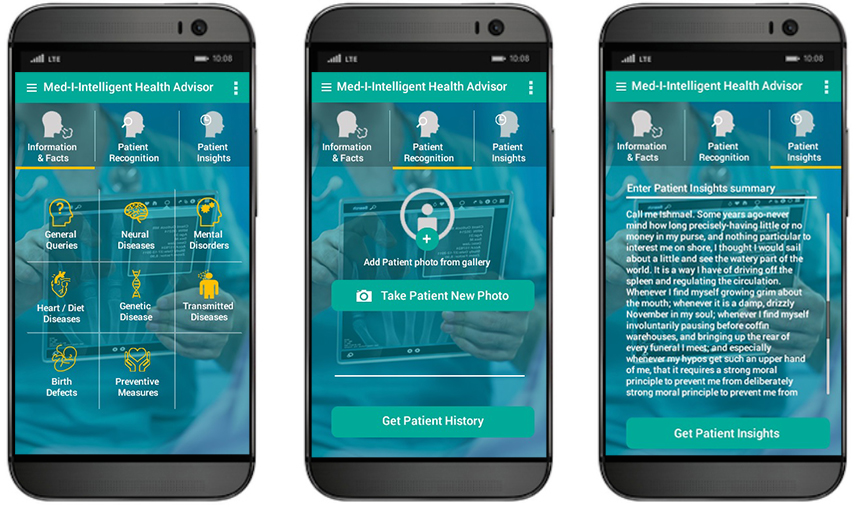 LTE 10:08
Med-I-Intelligent Health Advisor
Information
& Facts
Patient
Recognition
Patient
Insights
General
Queries
Neural
Diseases
Mental
Disorders
Heart / Diet
Diseases
Genetic
Disease
Transmitted
Diseases
Birth
Defects
Preventive
Measures
LTE 10:08
Med-I-Intelligent Health Advisor
Information
& Facts
Patient
Recognition
Patient
Insights
Add Patient photo from gallery
Take Patient New Photo
Get Patient History
LTE 10:08
Med-I-Intelligent Health Advisor
Information
& Facts
Patient
Recognition
Patient
Insights
Enter Patient Insights summary
Call me Ishmael. Some years ago-never
mind how long precisely-having little or no
money in my purse, and nothing particular to
interest me on shore, I thought I would sail
about a little and see the watery part of the
world. It is a way I have of driving off the
spleen and regulating the circulation.
Whenever I find myself growing grim about
the mouth; whenever it is a damp, drizzly
November in my soul; whenever I find myself
involuntarily pausing before coffin
warehouses, and bringing up the rear of
every funeral I meet; and especially
whenever my hypos get such an upper hand
of me, that it requires a strong moral
principle to prevent me from deliberately
strong moral principle to prevent me from
Get Patient Insights